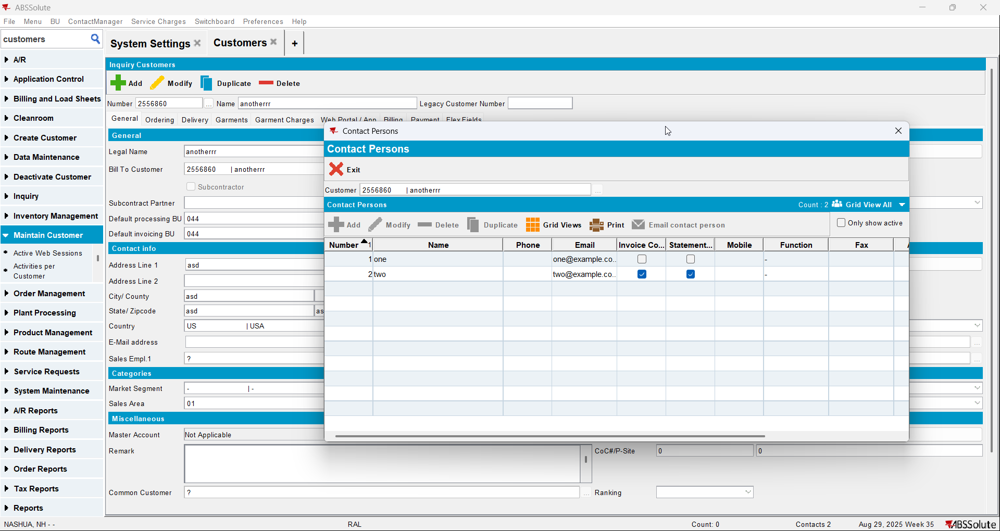 ABSSolute
File Menu BU ContactManager Service Charges Switchboard Preferences Help
customers
System Settings
Customers
+
A/R
Application Control
Billing and Load Sheets
Cleanroom
Create Customer
Data Maintenance
Deactivate Customer
Inquiry
Inventory Management
Maintain Customer
Active Web Sessions
Activities per
Customer
Order Management
Plant Processing
Product Management
Route Management
Service Requests
System Maintenance
A/R Reports
Billing Reports
Delivery Reports
Order Reports
Tax Reports
Reports
Inquiry Customers
Add Modify Duplicate Delete
Number 2556860 ... Name anotherrr Legacy Customer Number
General Ordering Delivery Garments Garment Charges Web Portal / App Billing Payment Flex Fields
General
Legal Name anotherrr
Bill To Customer 2556860 | anotherrr
Subcontractor
Subcontract Partner
Default processing BU 044
Default invoicing BU 044
Contact info
Address Line 1 asd
Address Line 2
City/ County asd
State/ Zipcode asd as
Country US | USA
E-Mail address
...
Sales Empl.1 ?
...
Categories
Market Segment - | -
Sales Area 01
Miscellaneous
Master Account Not Applicable
Remark
CoC#/P-Site 0 0
Common Customer ? ... Ranking
Contact Persons
Contact Persons
Exit
Customer 2556860 | anotherrr ...
Contact Persons Count : 2 Grid View All
Add Modify Delete Duplicate Grid Views Print Email contact person Only show active
Number 1 Name Phone Email Invoice Co... Statement... Mobile Function Fax
1 one one@example.co.. -
2 two two@example.co.. -
NASHUA, NH - - RAL Count: 0 Contacts 2 Aug 29, 2025 Week 35 ABSSolute